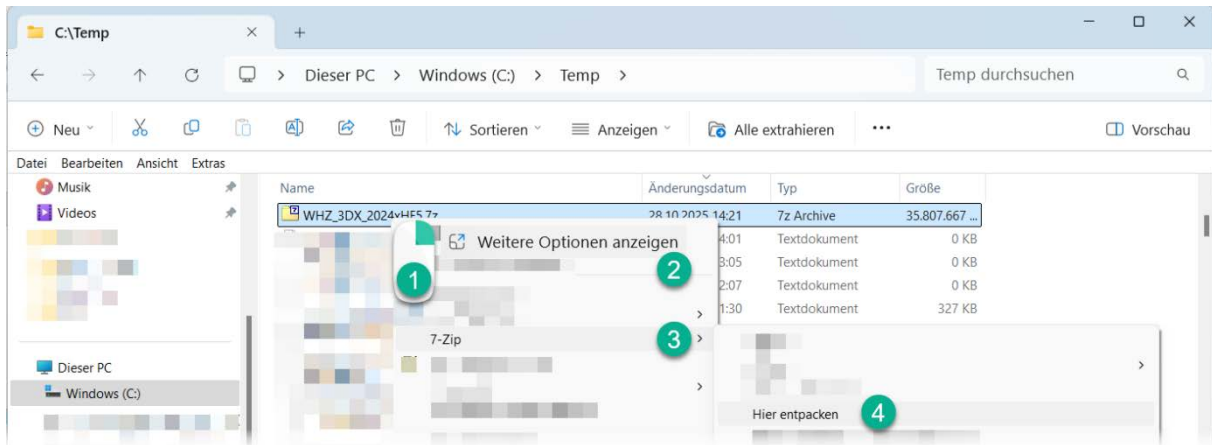 C:\Temp
Dieser PC > Windows (C:) > Temp >
Temp durchsuchen
Neu
Sortieren
Anzeigen
Alle extrahieren
...
Vorschau
Datei Bearbeiten Ansicht Extras
Musik
Videos
Dieser PC
Windows (C:)
Name Änderungsdatum Typ Größe
WHZ_3DX_2024xHF5.7z 28.10.2025 14:21 7z Archive 35.807.667 ...
4:01 Textdokument 0 KB
3:05 Textdokument 0 KB
2:07 Textdokument 0 KB
1:30 Textdokument 327 KB
1
Weitere Optionen anzeigen
2
7-Zip
3
Hier entpacken
4